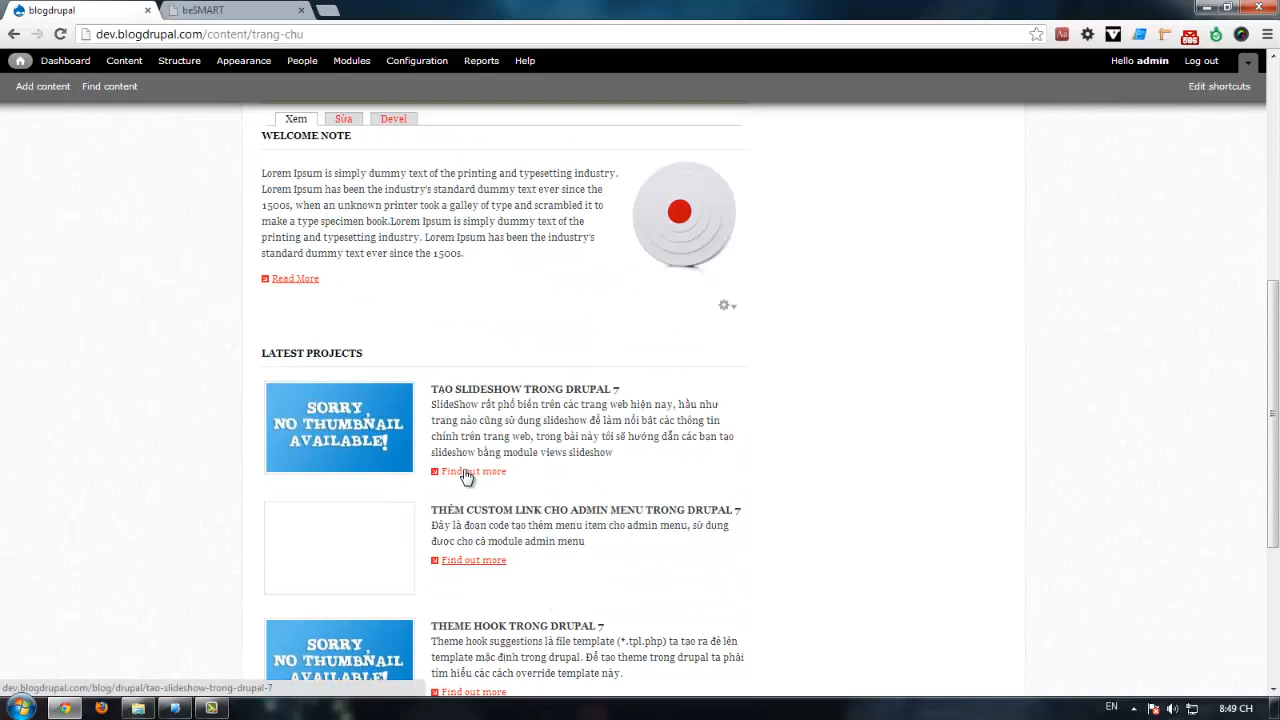 blogdrupal
beSMART
dev.blogdrupal.com/content/trang-chu
586
Dashboard Content Structure Appearance People Modules Configuration Reports Help
Hello admin Log out
Add content Find content
Edit shortcuts
Xem Sửa Devel
WELCOME NOTE
Lorem Ipsum is simply dummy text of the printing and typesetting industry.
Lorem Ipsum has been the industry's standard dummy text ever since the
1500s, when an unknown printer took a galley of type and scrambled it to
make a type specimen book.Lorem Ipsum is simply dummy text of the
printing and typesetting industry. Lorem Ipsum has been the industry's
standard dummy text ever since the 1500s.
Read More
LATEST PROJECTS
SORRY,
NO THUMBNAIL
AVAILABLE!
TẠO SLIDESHOW TRONG DRUPAL 7
SlideShow rất phổ biến trên các trang web hiện nay, hầu như
trang nào cũng sử dụng slideshow để làm nổi bật các thông tin
chính trên trang web, trong bài này tôi sẽ hướng dẫn các bạn tạo
slideshow bằng module views slideshow
Find out more
THÊM CUSTOM LINK CHO ADMIN MENU TRONG DRUPAL 7
Đây là đoạn code tạo thêm menu item cho admin menu, sử dụng
được cho cả module admin menu
Find out more
SORRY,
NO THUMBNAIL
AVAILABLE!
THEME HOOK TRONG DRUPAL 7
Theme hook suggestions là file template (*.tpl.php) ta tạo ra đè lên
template mặc định trong drupal. Để tạo theme trong drupal ta phải
tìm hiểu các cách override template này.
Find out more
dev.blogdrupal.com/blog/drupal/tao-slideshow-trong-drupal-7
EN
8:49 CH